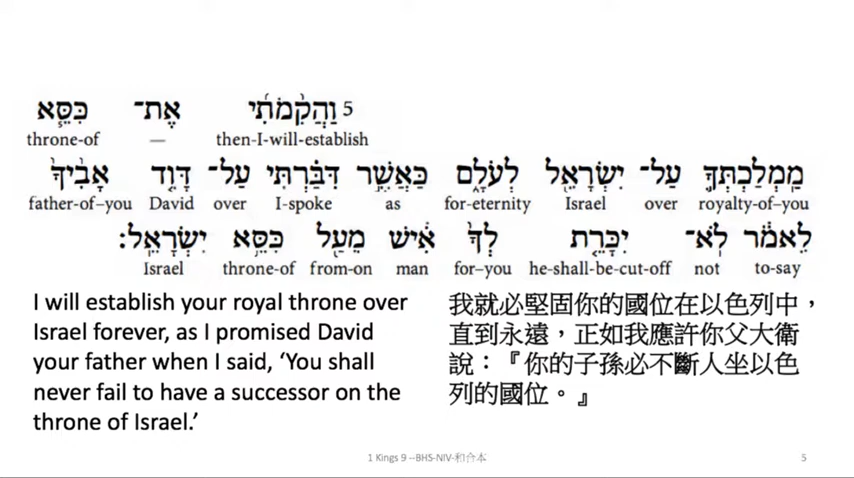 5 וַהֲקִמֹתִ֞י אֶת־ כִּסֵּ֧א
throne-of — then-I-will-establish
מַֽמְלַכְתְּךָ֛ עַל־ יִשְׂרָאֵ֖ל לְעֹלָ֑ם כַּאֲשֶׁ֣ר דִּבַּ֗רְתִּי עַל־ דָּוִ֤ד אָבִ֙יךָ֙
father-of–you David over I-spoke as for-eternity Israel over royalty-of–you
לֵאמֹ֔ר לֹֽא־ יִכָּרֵ֤ת לְךָ֙ אִ֔ישׁ מֵעַ֖ל כִּסֵּ֥א יִשְׂרָאֵֽל׃
Israel throne-of from-on man for–you he-shall-be-cut-off not to-say
I will establish your royal throne over
Israel forever, as I promised David
your father when I said, ‘You shall
never fail to have a successor on the
throne of Israel.’
我就必堅固你的國位在以色列中，
直到永遠，正如我應許你父大衛
說：『你的子孫必不斷人坐以色
列的國位。』
1 Kings 9 --BHS-NIV-和合本
5